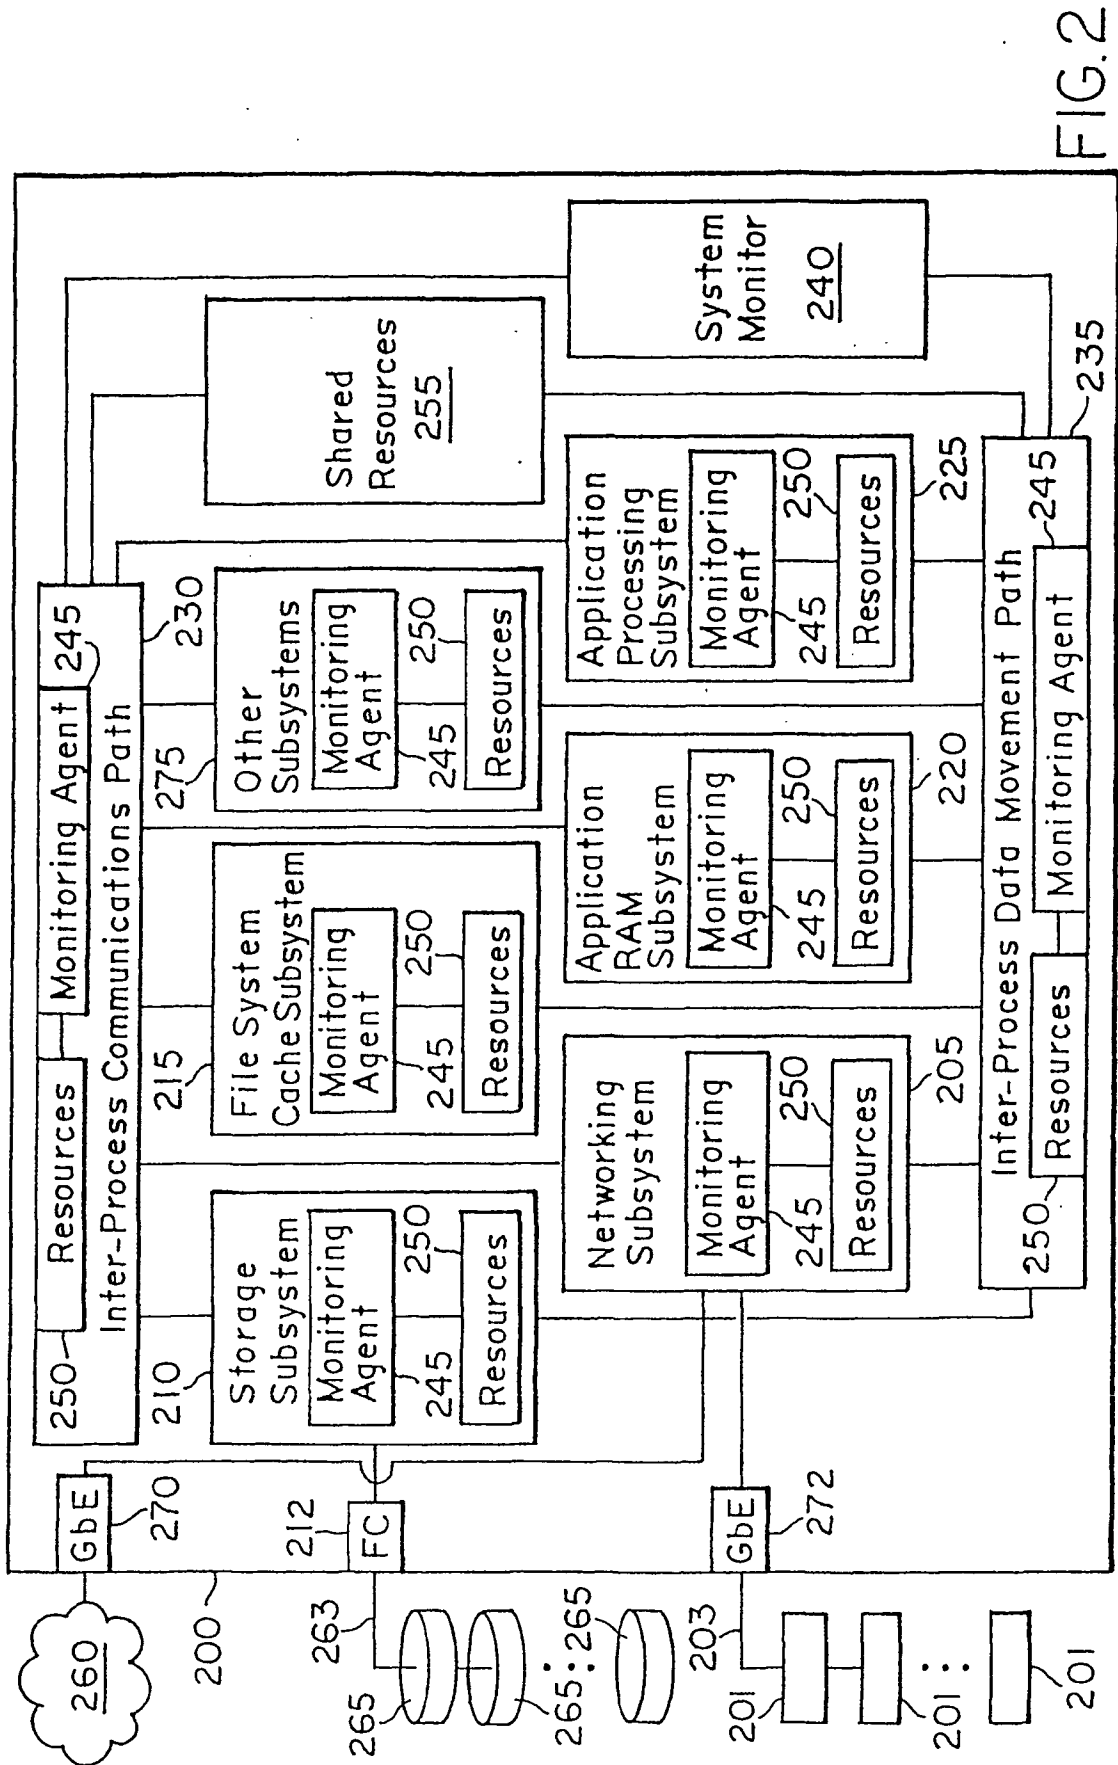 260
200
GbE
270
250
Resources
Monitoring Agent
245
Inter-Process Communications Path
230
210
Storage
Subsystem
Monitoring
Agent
245
250
Resources
215
File System
Cache Subsystem
Monitoring
Agent
245
250
Resources
275
Other
Subsystems
Monitoring
Agent
245
250
Resources
Shared
Resources
255
263
212
FC
265
265
265
Networking
Subsystem
Monitoring
Agent
245
250
Resources
205
Application
RAM
Subsystem
Monitoring
Agent
245
250
Resources
220
Application
Processing
Subsystem
Monitoring
Agent
245
250
Resources
225
System
Monitor
240
203
GbE
272
201
201
201
Inter-Process Data Movement Path
235
250
Resources
Monitoring Agent
245
FIG.2